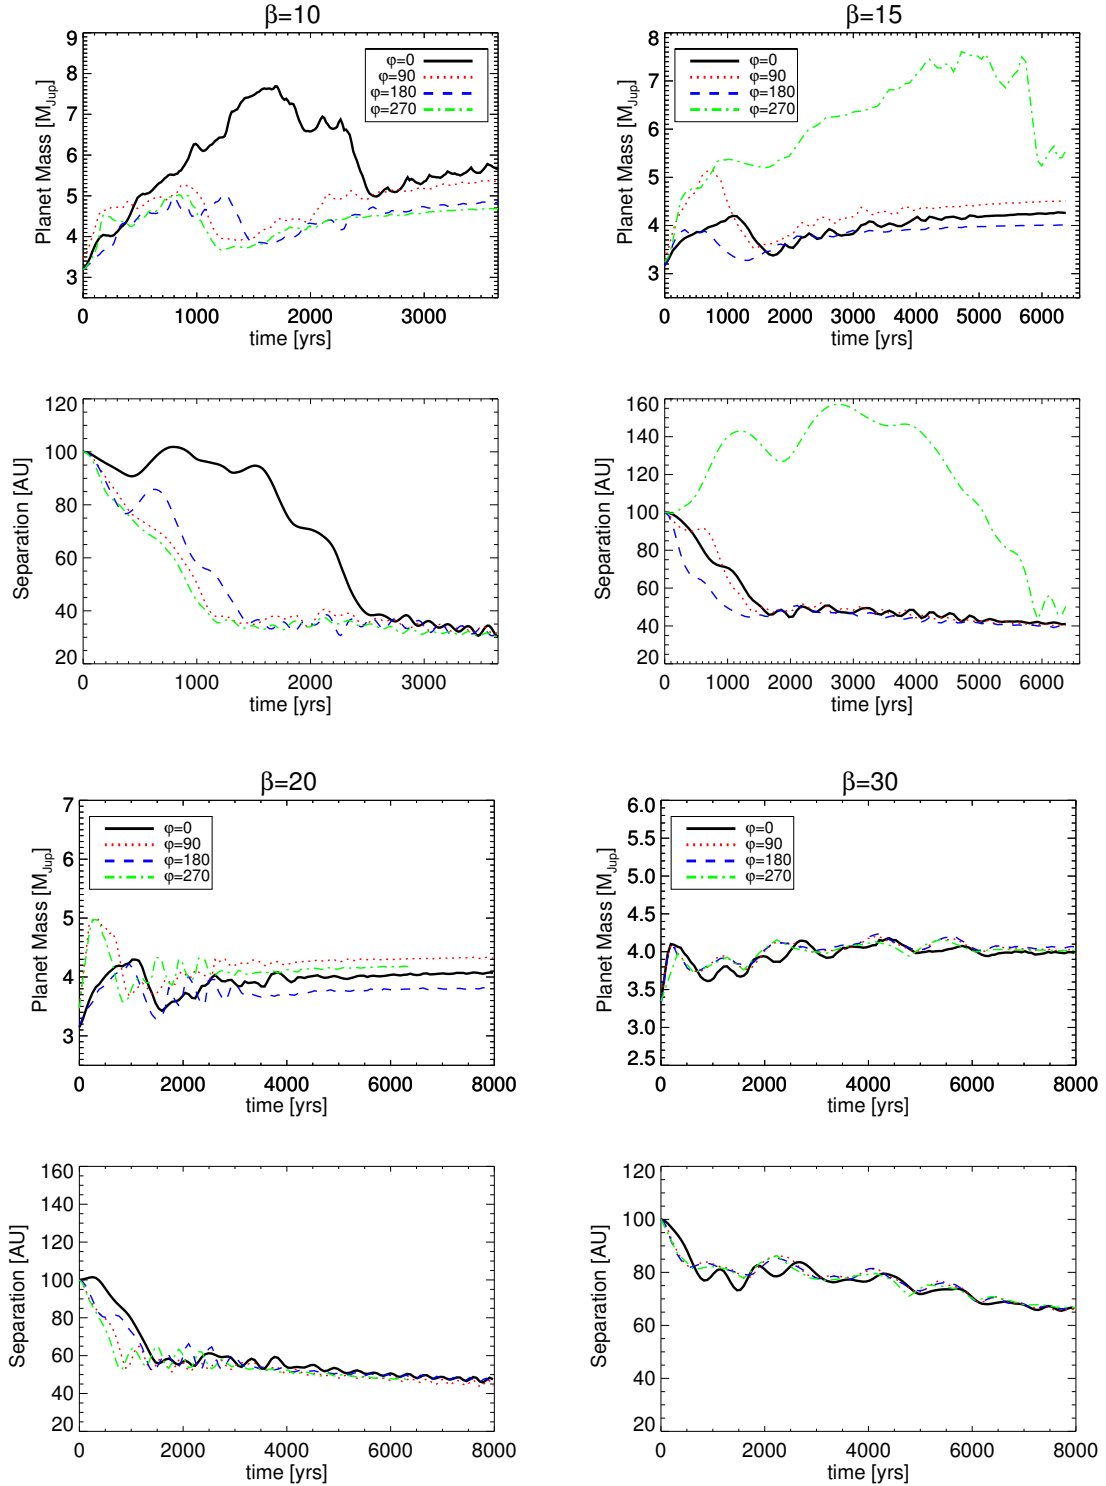 β=10
Planet Mass [M_Jup]
9
8
7
6
5
4
3
φ=0
φ=90
φ=180
φ=270
0 1000 2000 3000
time [yrs]
β=15
Planet Mass [M_Jup]
8
7
6
5
4
3
φ=0
φ=90
φ=180
φ=270
0 1000 2000 3000 4000 5000 6000
time [yrs]
Separation [AU]
120
100
80
60
40
20
0 1000 2000 3000
time [yrs]
Separation [AU]
160
140
120
100
80
60
40
20
0 1000 2000 3000 4000 5000 6000
time [yrs]
β=20
Planet Mass [M_Jup]
7
6
5
4
3
φ=0
φ=90
φ=180
φ=270
0 2000 4000 6000 8000
time [yrs]
β=30
Planet Mass [M_Jup]
6.0
5.5
5.0
4.5
4.0
3.5
3.0
2.5
φ=0
φ=90
φ=180
φ=270
0 2000 4000 6000 8000
time [yrs]
Separation [AU]
160
140
120
100
80
60
40
20
0 2000 4000 6000 8000
time [yrs]
Separation [AU]
120
100
80
60
40
20
0 2000 4000 6000 8000
time [yrs]